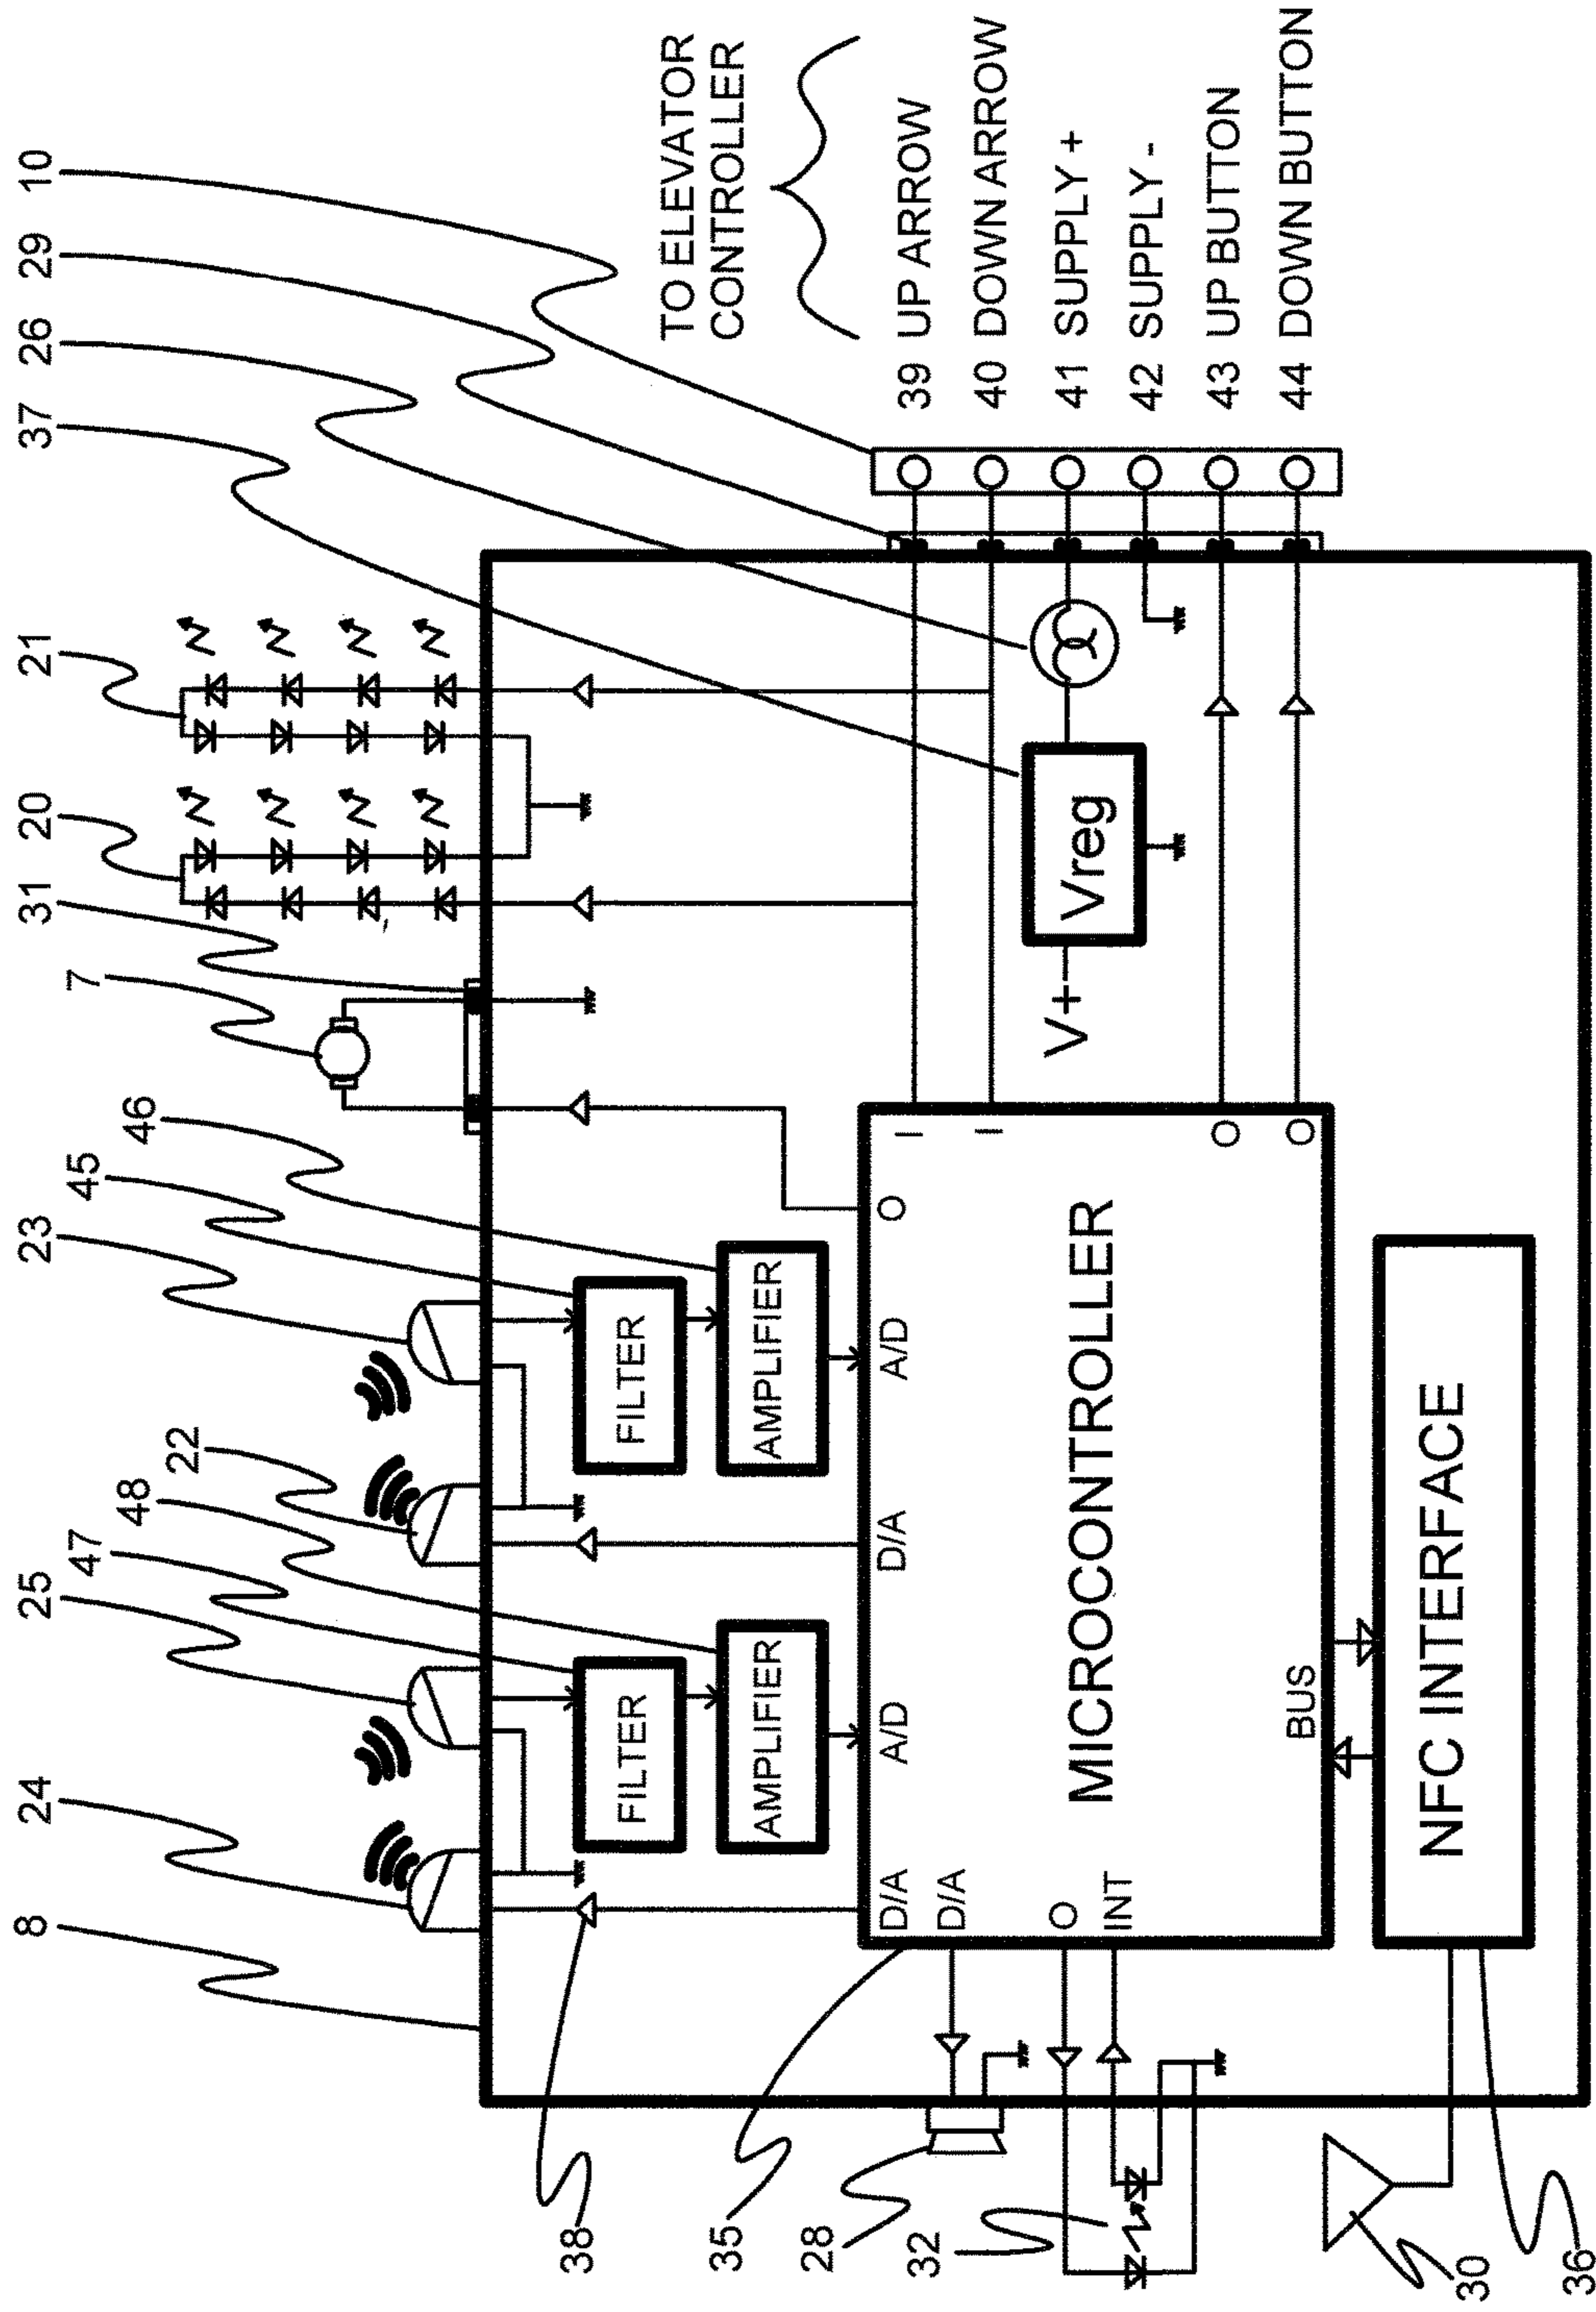 8
24
25
47
48
22
23
45
46
7
31
20
21
37
26
29
10
38
FILTER
FILTER
TO ELEVATOR
CONTROLLER
35
AMPLIFIER
AMPLIFIER
28
D/A
A/D
D/A
A/D
O
I
39 UP ARROW
D/A
I
40 DOWN ARROW
32
O
INT
MICROCONTROLLER
V+
Vreg
41 SUPPLY +
42 SUPPLY -
O
43 UP BUTTON
BUS
O
44 DOWN BUTTON
NFC INTERFACE
30
36